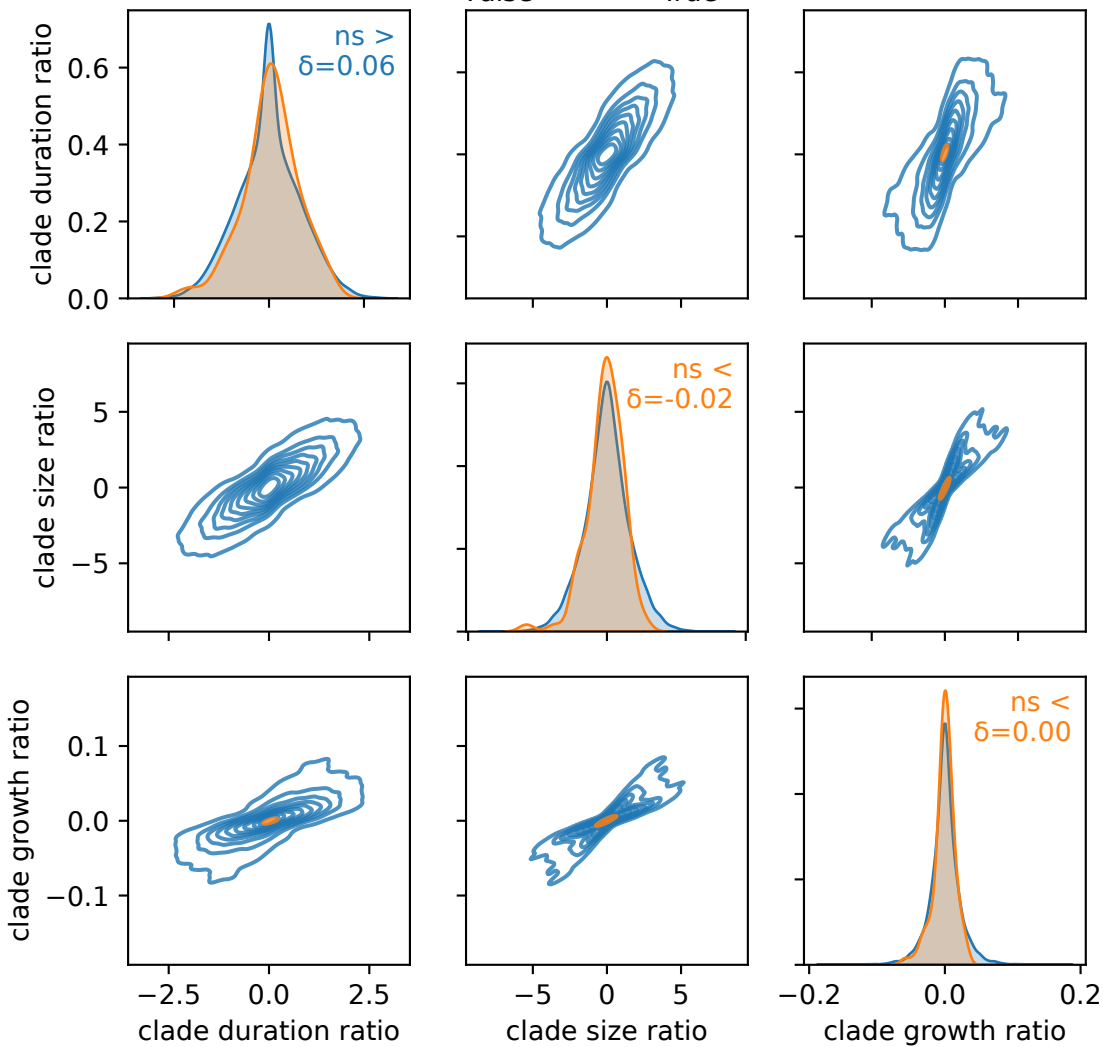 clade duration ratio
0.6
0.4
0.2
0.0
ns >
δ=0.06
clade size ratio
5
0
−5
ns <
δ=-0.02
clade growth ratio
0.1
0.0
−0.1
ns <
δ=0.00
−2.5 0.0 2.5
−5 0 5
−0.2 0.0 0.2
clade duration ratio
clade size ratio
clade growth ratio